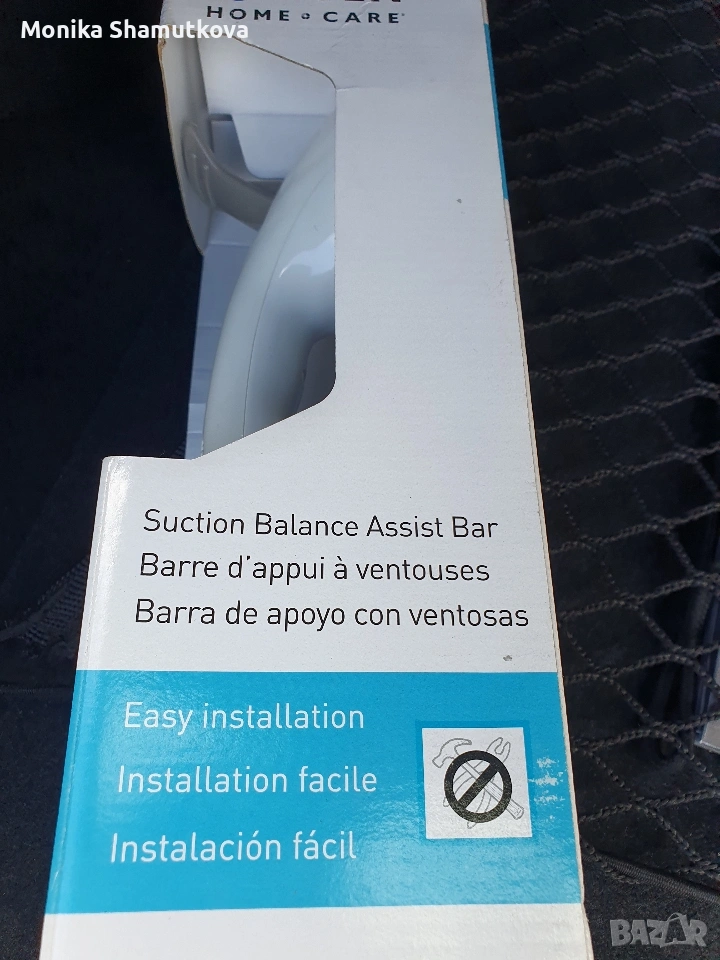 Monika Shamutkova
HOME CARE
Suction Balance Assist Bar
Barre d'appui à ventouses
Barra de apoyo con ventosas
Easy installation
Installation facile
Instalación fácil
BAZAR